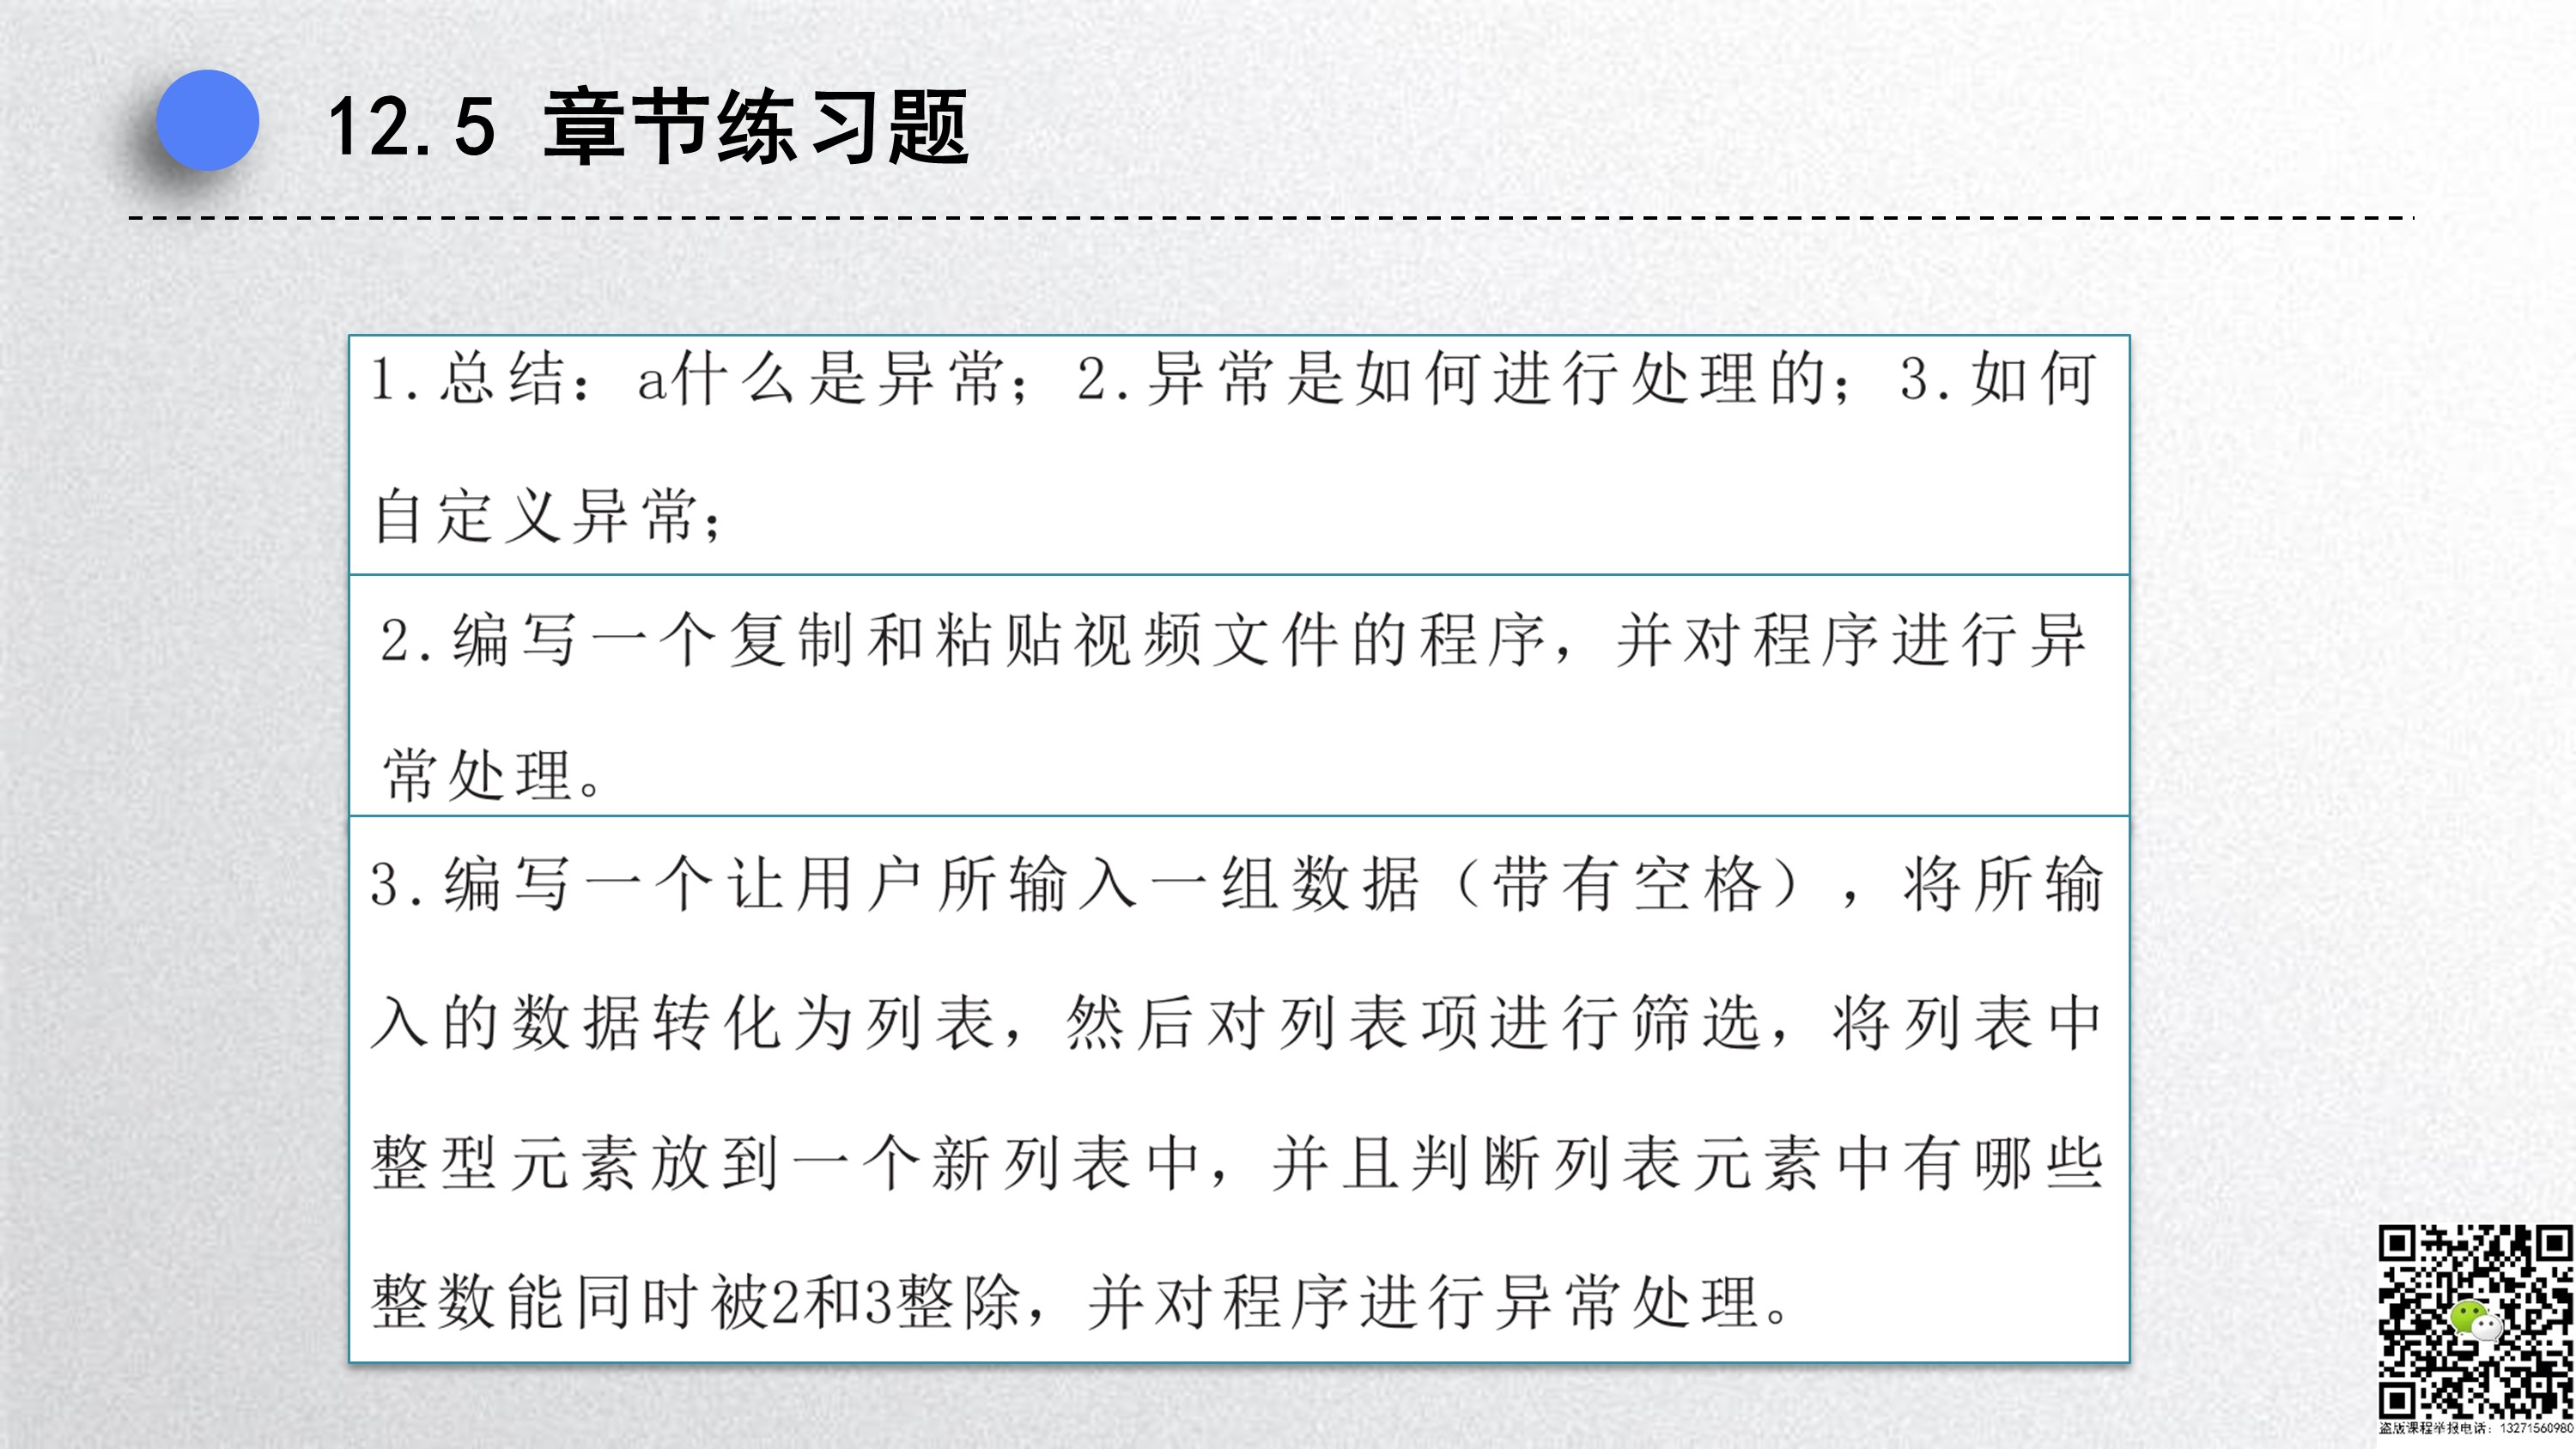 12.5 章节练习题
1.总结：a什么是异常；2.异常是如何进行处理的；3.如何
自定义异常；
2.编写一个复制和粘贴视频文件的程序，并对程序进行异
常处理。
3.编写一个让用户所输入一组数据（带有空格），将所输
入的数据转化为列表，然后对列表项进行筛选，将列表中
整型元素放到一个新列表中，并且判断列表元素中有哪些
整数能同时被2和3整除，并对程序进行异常处理。
盗版课程举报电话：13271560980